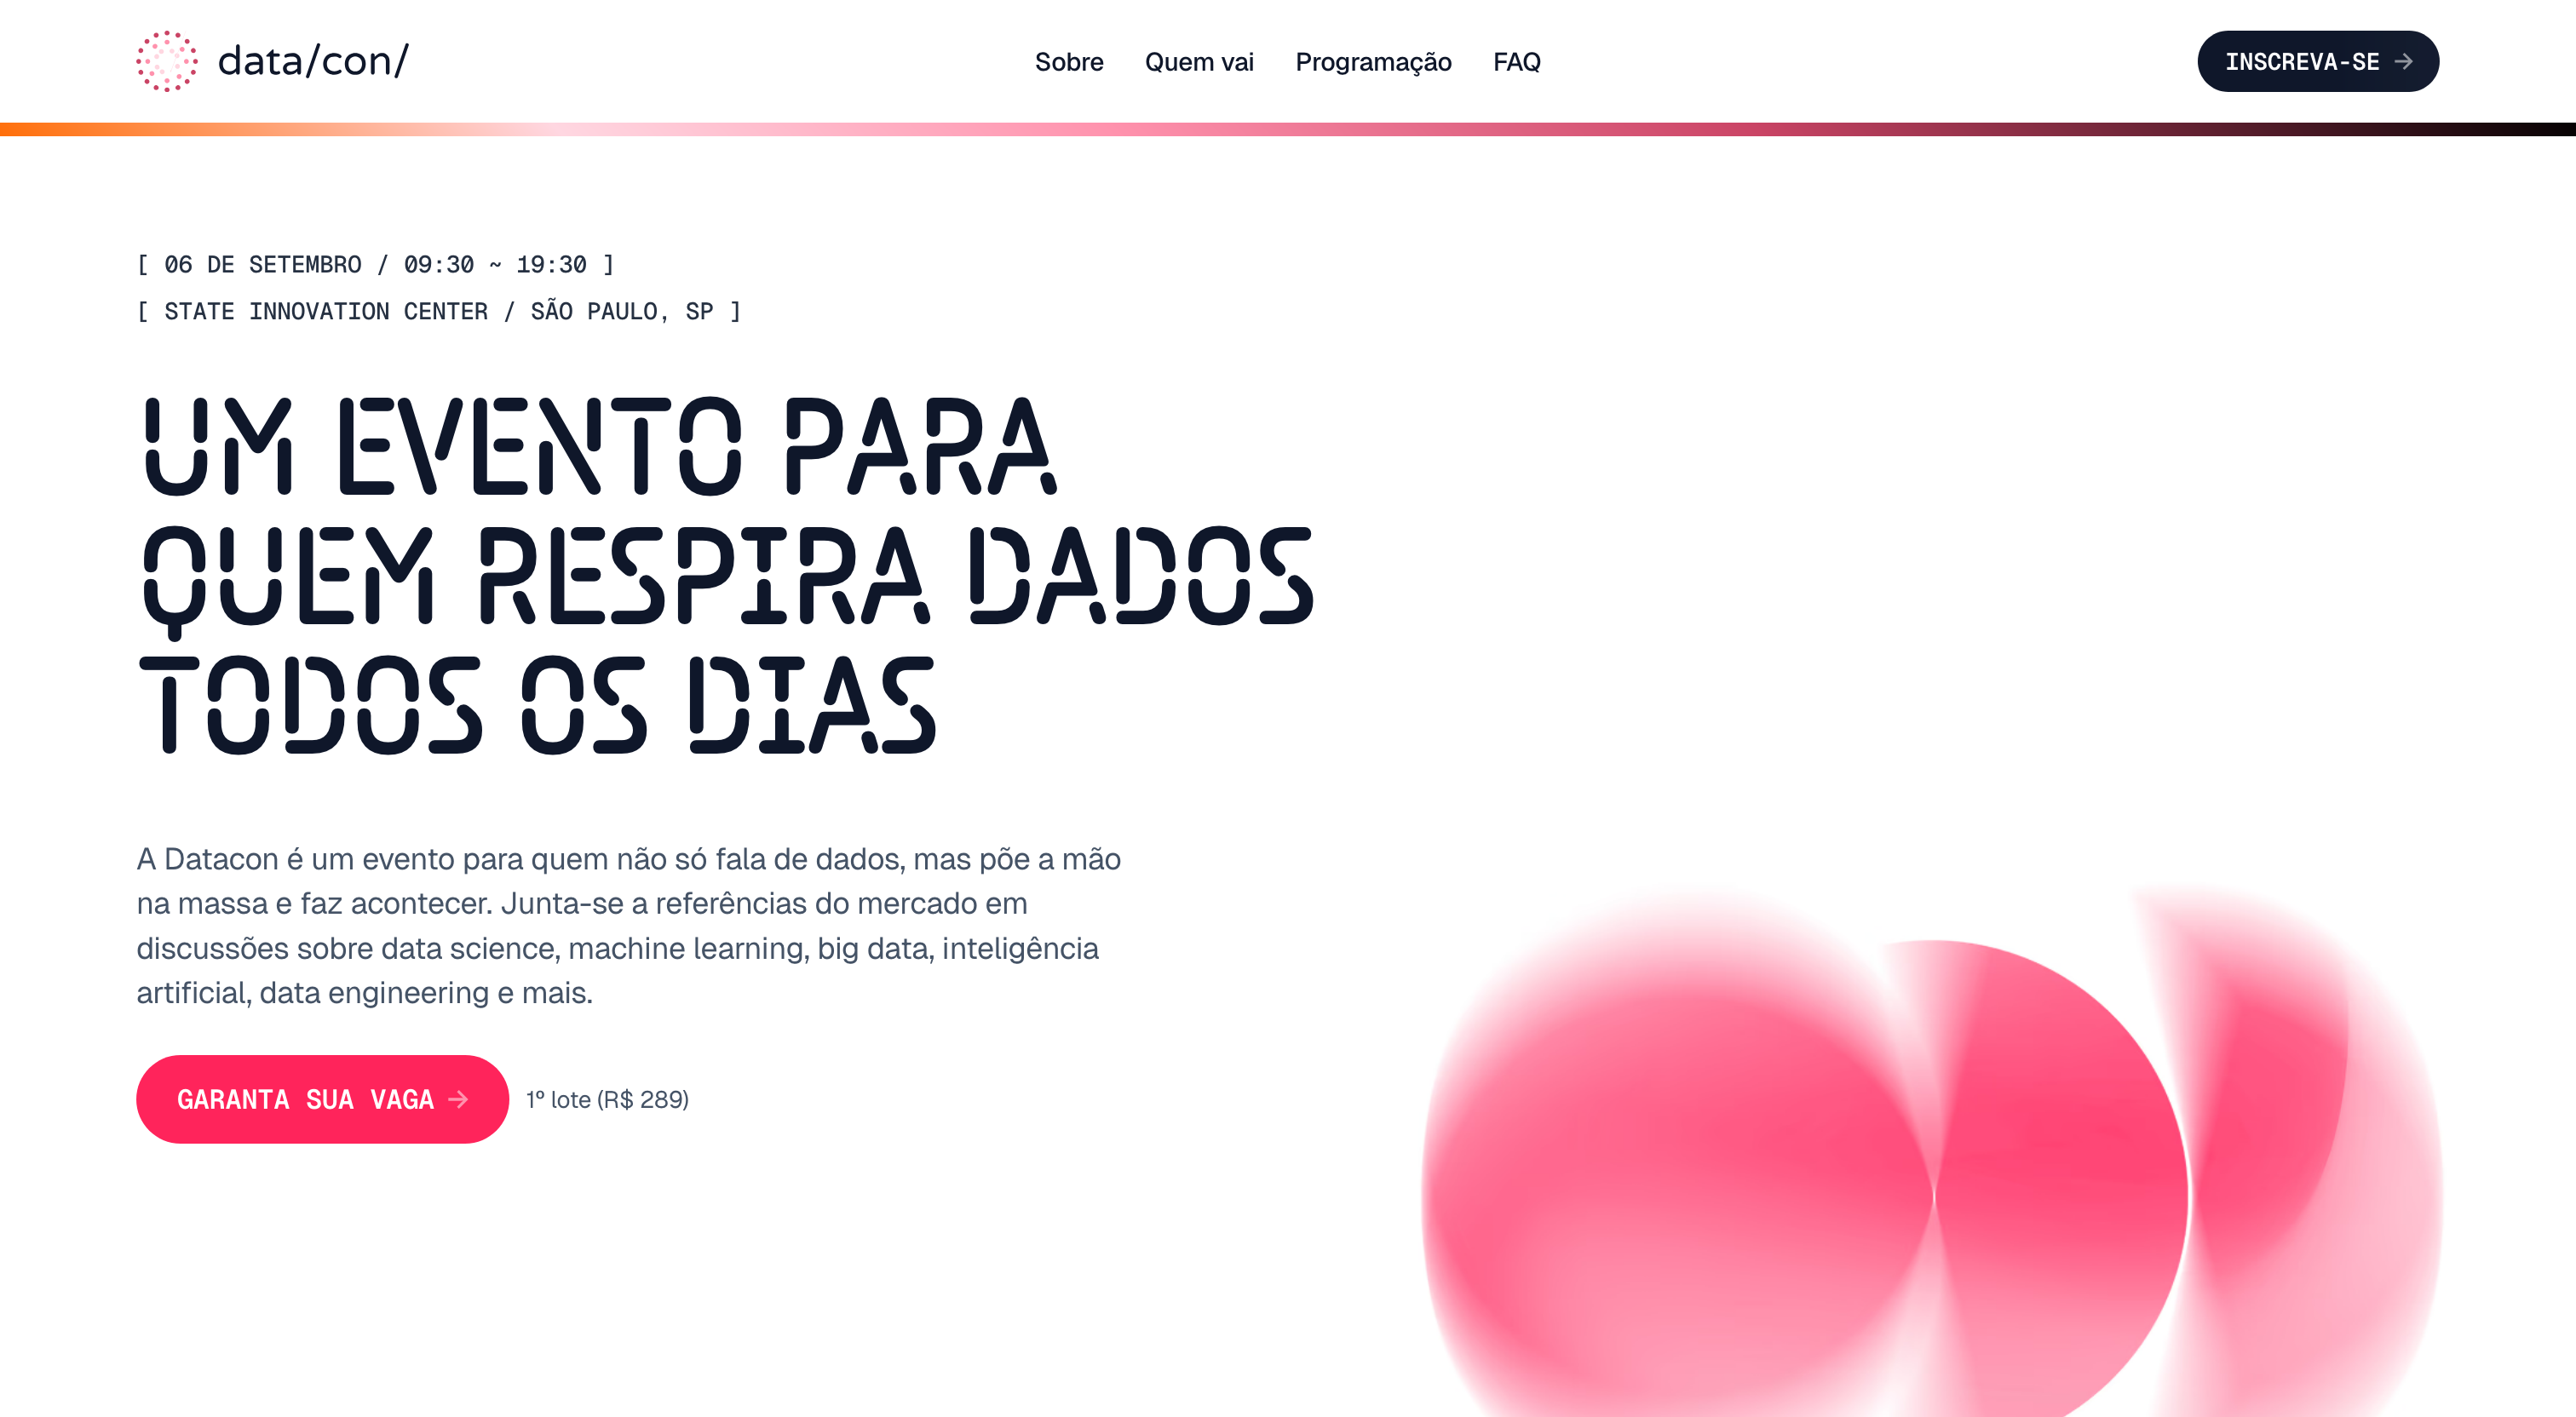 data/con/
Sobre Quem vai Programação FAQ
INSCREVA-SE →
[ 06 DE SETEMBRO / 09:30 ~ 19:30 ]
[ STATE INNOVATION CENTER / SÃO PAULO, SP ]
UM EVENTO PARA
QUEM RESPIRA DADOS
TODOS OS DIAS
A Datacon é um evento para quem não só fala de dados, mas põe a mão
na massa e faz acontecer. Junta-se a referências do mercado em
discussões sobre data science, machine learning, big data, inteligência
artificial, data engineering e mais.
GARANTA SUA VAGA →
1º lote (R$ 289)